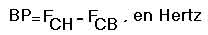 BP=FCH-FCB, en Hertz